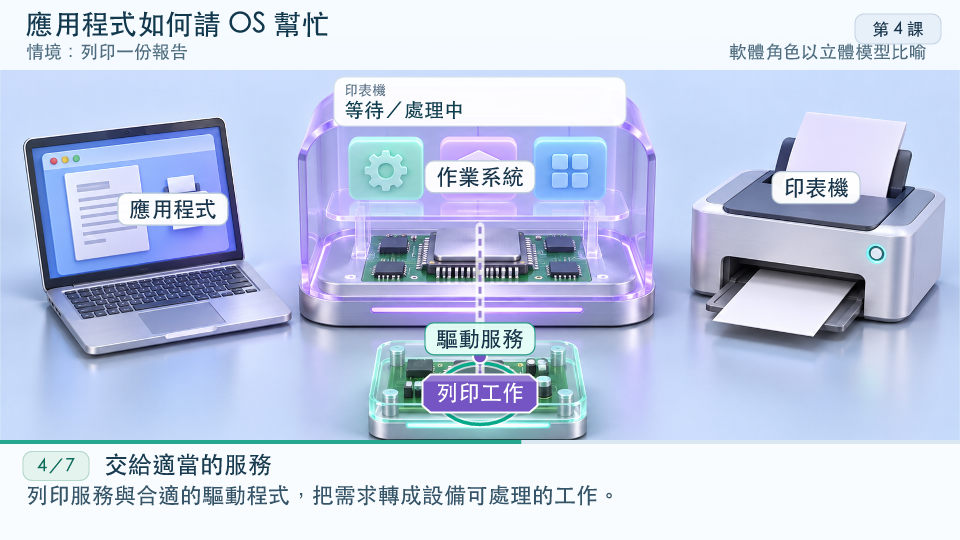 應用程式如何請 OS 幫忙
情境：列印一份報告
第 4 課
軟體角色以立體模型比喻
印表機
等待／處理中
作業系統
應用程式
印表機
驅動服務
列印工作
4／7 交給適當的服務
列印服務與合適的驅動程式，把需求轉成設備可處理的工作。